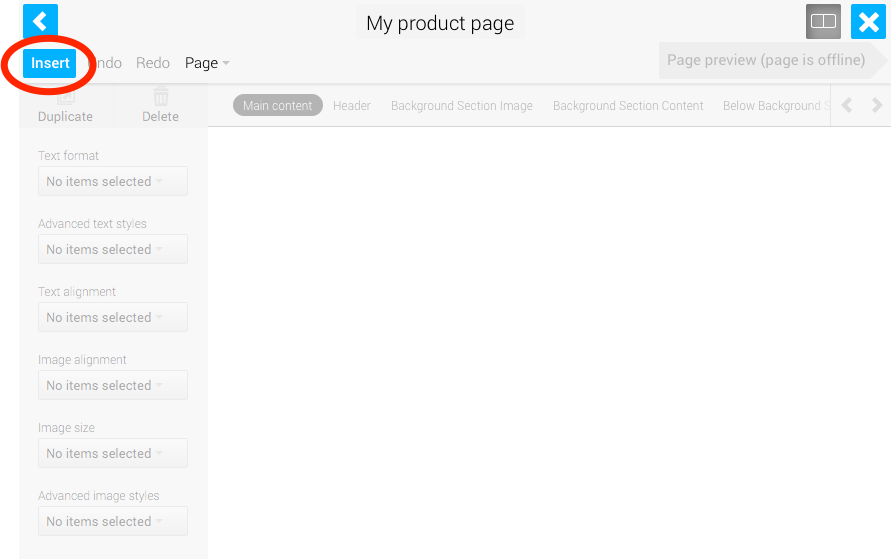 My product page
Insert Undo Redo Page
Page preview (page is offline)
Duplicate Delete
Main content Header Background Section Image Background Section Content Below Background S
Text format
No items selected
Advanced text styles
No items selected
Text alignment
No items selected
Image alignment
No items selected
Image size
No items selected
Advanced image styles
No items selected